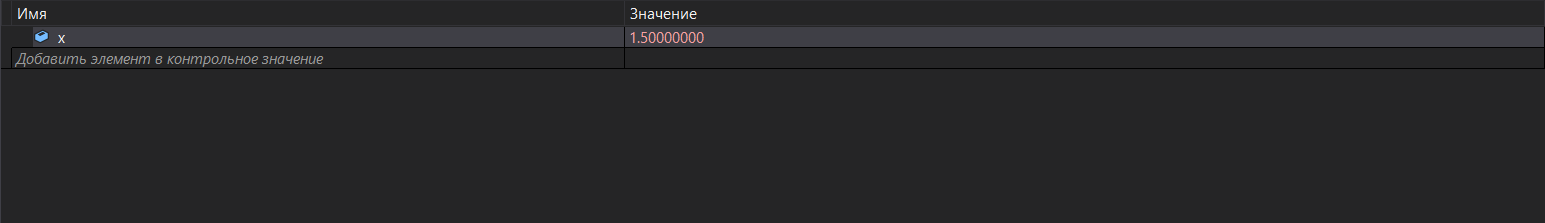 Имя Значение
x 1.50000000
Добавить элемент в контрольное значение